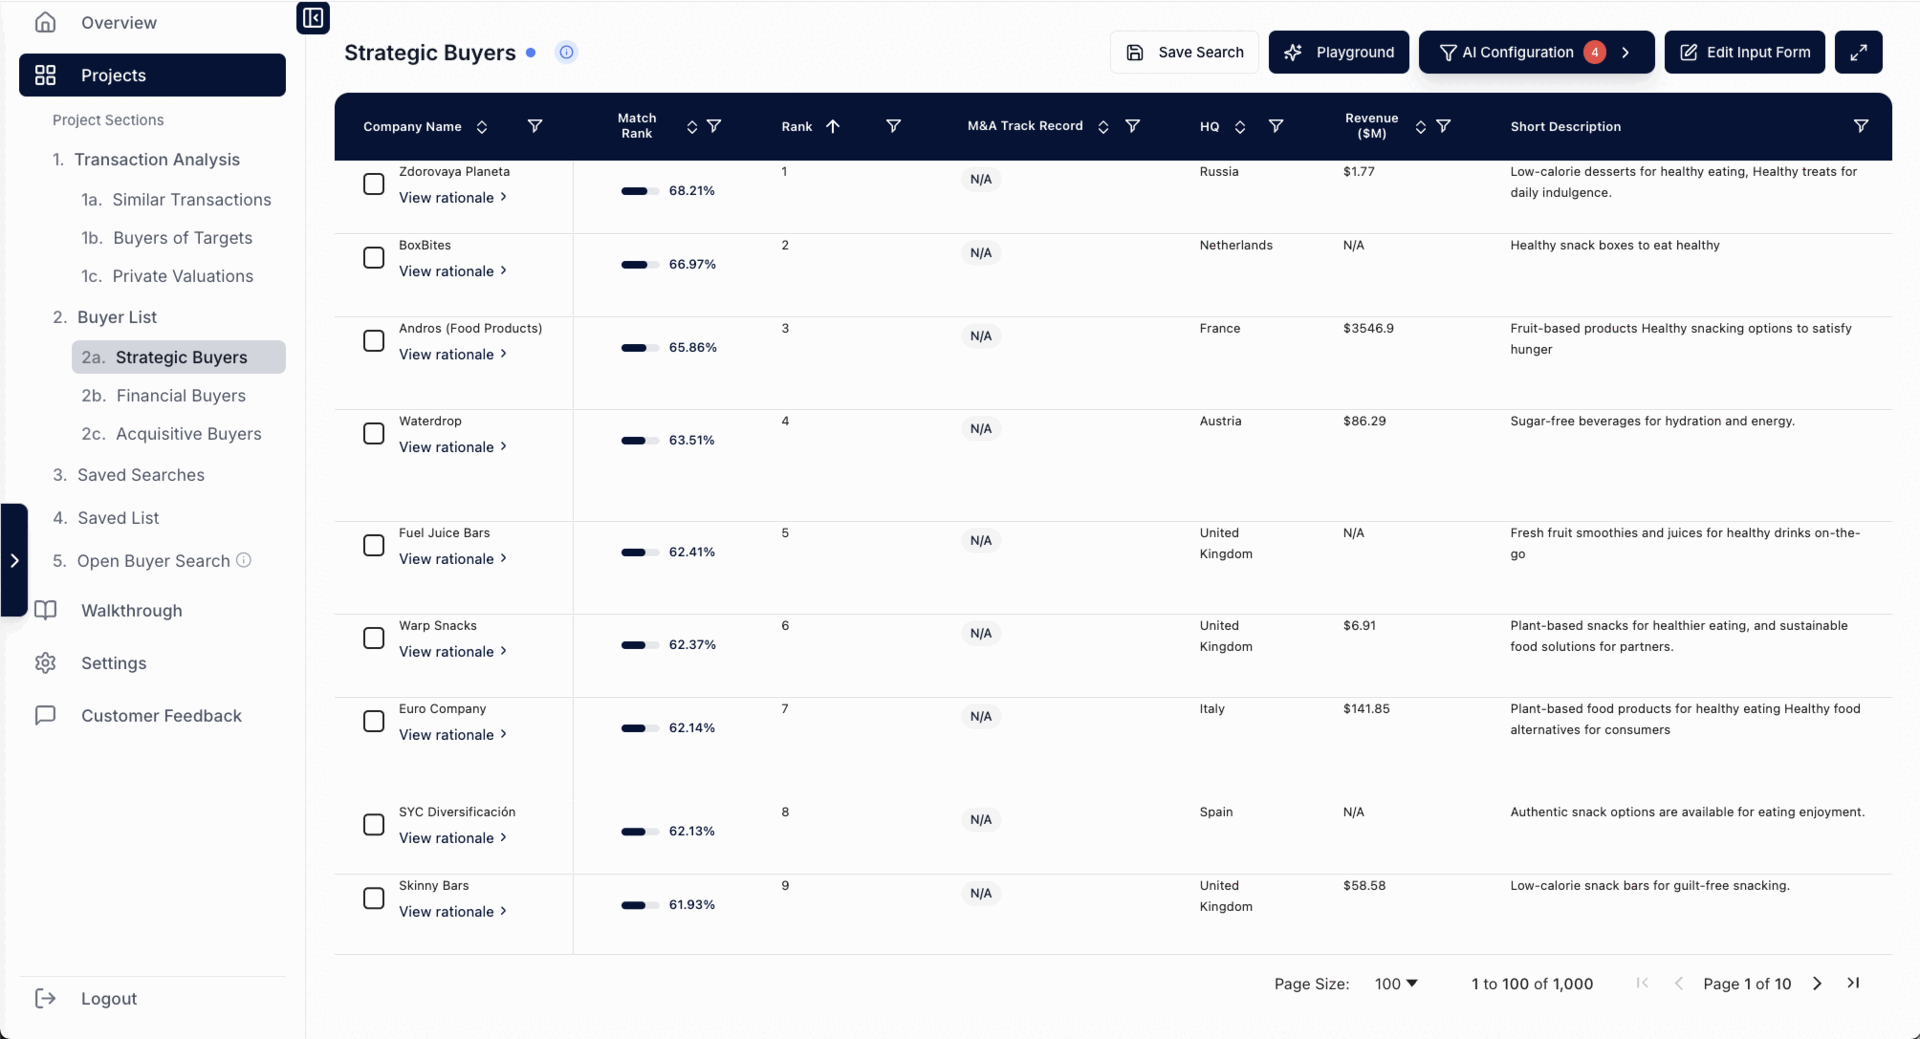 Overview
Projects
Project Sections
1. Transaction Analysis
1a. Similar Transactions
1b. Buyers of Targets
1c. Private Valuations
2. Buyer List
2a. Strategic Buyers
2b. Financial Buyers
2c. Acquisitive Buyers
3. Saved Searches
4. Saved List
5. Open Buyer Search
Walkthrough
Settings
Customer Feedback
Logout
Strategic Buyers
Save Search
Playground
AI Configuration 4
Edit Input Form
Company Name
Match
Rank
Rank
M&A Track Record
HQ
Revenue
($M)
Short Description
Zdorovaya Planeta
View rationale
68.21%
1
N/A
Russia
$1.77
Low-calorie desserts for healthy eating, Healthy treats for
daily indulgence.
BoxBites
View rationale
66.97%
2
N/A
Netherlands
N/A
Healthy snack boxes to eat healthy
Andros (Food Products)
View rationale
65.86%
3
N/A
France
$3546.9
Fruit-based products Healthy snacking options to satisfy
hunger
Waterdrop
View rationale
63.51%
4
N/A
Austria
$86.29
Sugar-free beverages for hydration and energy.
Fuel Juice Bars
View rationale
62.41%
5
N/A
United
Kingdom
N/A
Fresh fruit smoothies and juices for healthy drinks on-the-
go
Warp Snacks
View rationale
62.37%
6
N/A
United
Kingdom
$6.91
Plant-based snacks for healthier eating, and sustainable
food solutions for partners.
Euro Company
View rationale
62.14%
7
N/A
Italy
$141.85
Plant-based food products for healthy eating Healthy food
alternatives for consumers
SYC Diversificación
View rationale
62.13%
8
N/A
Spain
N/A
Authentic snack options are available for eating enjoyment.
Skinny Bars
View rationale
61.93%
9
N/A
United
Kingdom
$58.58
Low-calorie snack bars for guilt-free snacking.
Page Size: 100
1 to 100 of 1,000
Page 1 of 10